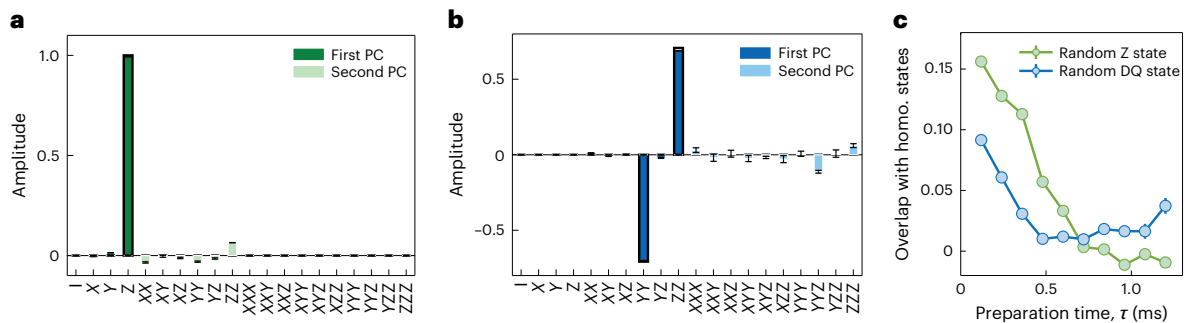 a
1.0
0.5
0
Amplitude
First PC
Second PC
I
X
Y
Z
XX
XY
XZ
YY
YZ
ZZ
XXX
XXY
XXZ
XYY
XYZ
XZZ
YYY
YYZ
YZZ
ZZZ
b
0.5
0
−0.5
Amplitude
First PC
Second PC
I
X
Y
Z
XX
XY
XZ
YY
YZ
ZZ
XXX
XXY
XXZ
XYY
XYZ
XZZ
YYY
YYZ
YZZ
ZZZ
c
0.15
0.10
0.05
0
Overlap with homo. states
Random Z state
Random DQ state
0
0.5
1.0
Preparation time, τ (ms)